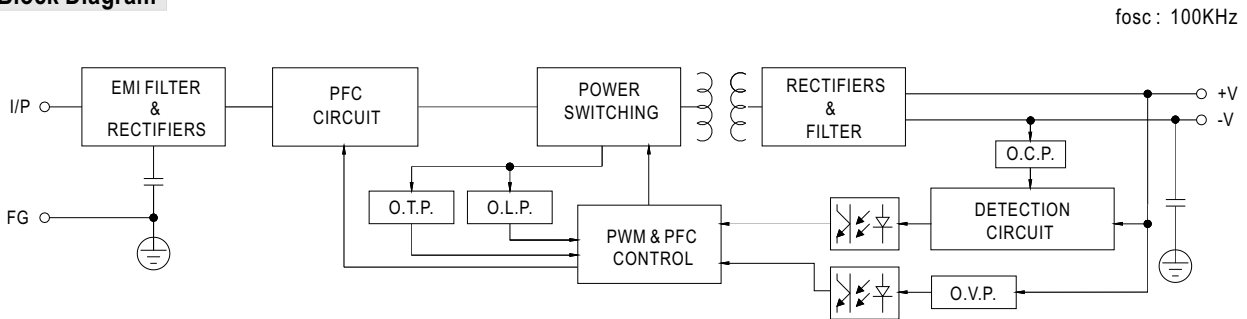 Block Diagram
fosc : 100KHz
I/P
EMI FILTER
&
RECTIFIERS
PFC
CIRCUIT
POWER
SWITCHING
RECTIFIERS
&
FILTER
+V
-V
O.C.P.
FG
O.T.P.
O.L.P.
PWM & PFC
CONTROL
DETECTION
CIRCUIT
O.V.P.